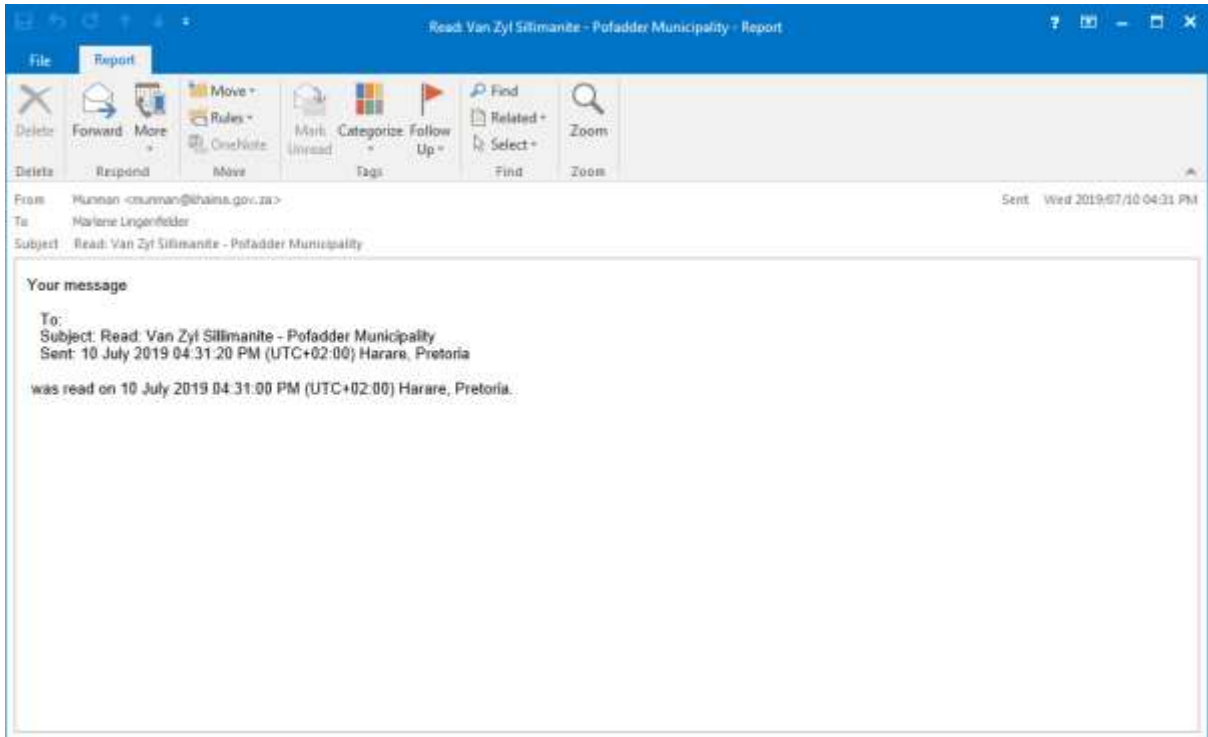 Read: Van Zyl Sillimanite - Pofadder Municipality - Report
File Report
Delete Forward More Move Rules OneNote Mark Unread Categorize Follow Up Find Related Select Zoom
Delete Respond Move Tags Find Zoom
From Munman <munman@khaima.gov.za> Sent Wed 2019/07/10 04:31 PM
To Marlene Lingenfelder
Subject Read: Van Zyl Sillimanite - Pofadder Municipality
Your message
To:
Subject: Read: Van Zyl Sillimanite - Pofadder Municipality
Sent: 10 July 2019 04:31:20 PM (UTC+02:00) Harare, Pretoria
was read on 10 July 2019 04:31:00 PM (UTC+02:00) Harare, Pretoria.